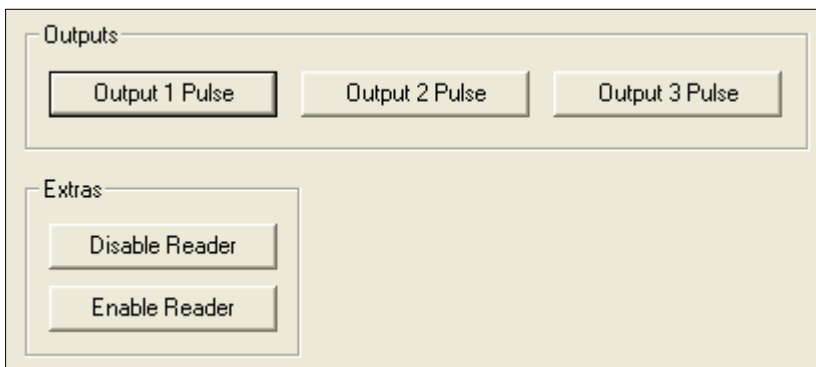 Outputs
Output 1 Pulse Output 2 Pulse Output 3 Pulse
Extras
Disable Reader
Enable Reader